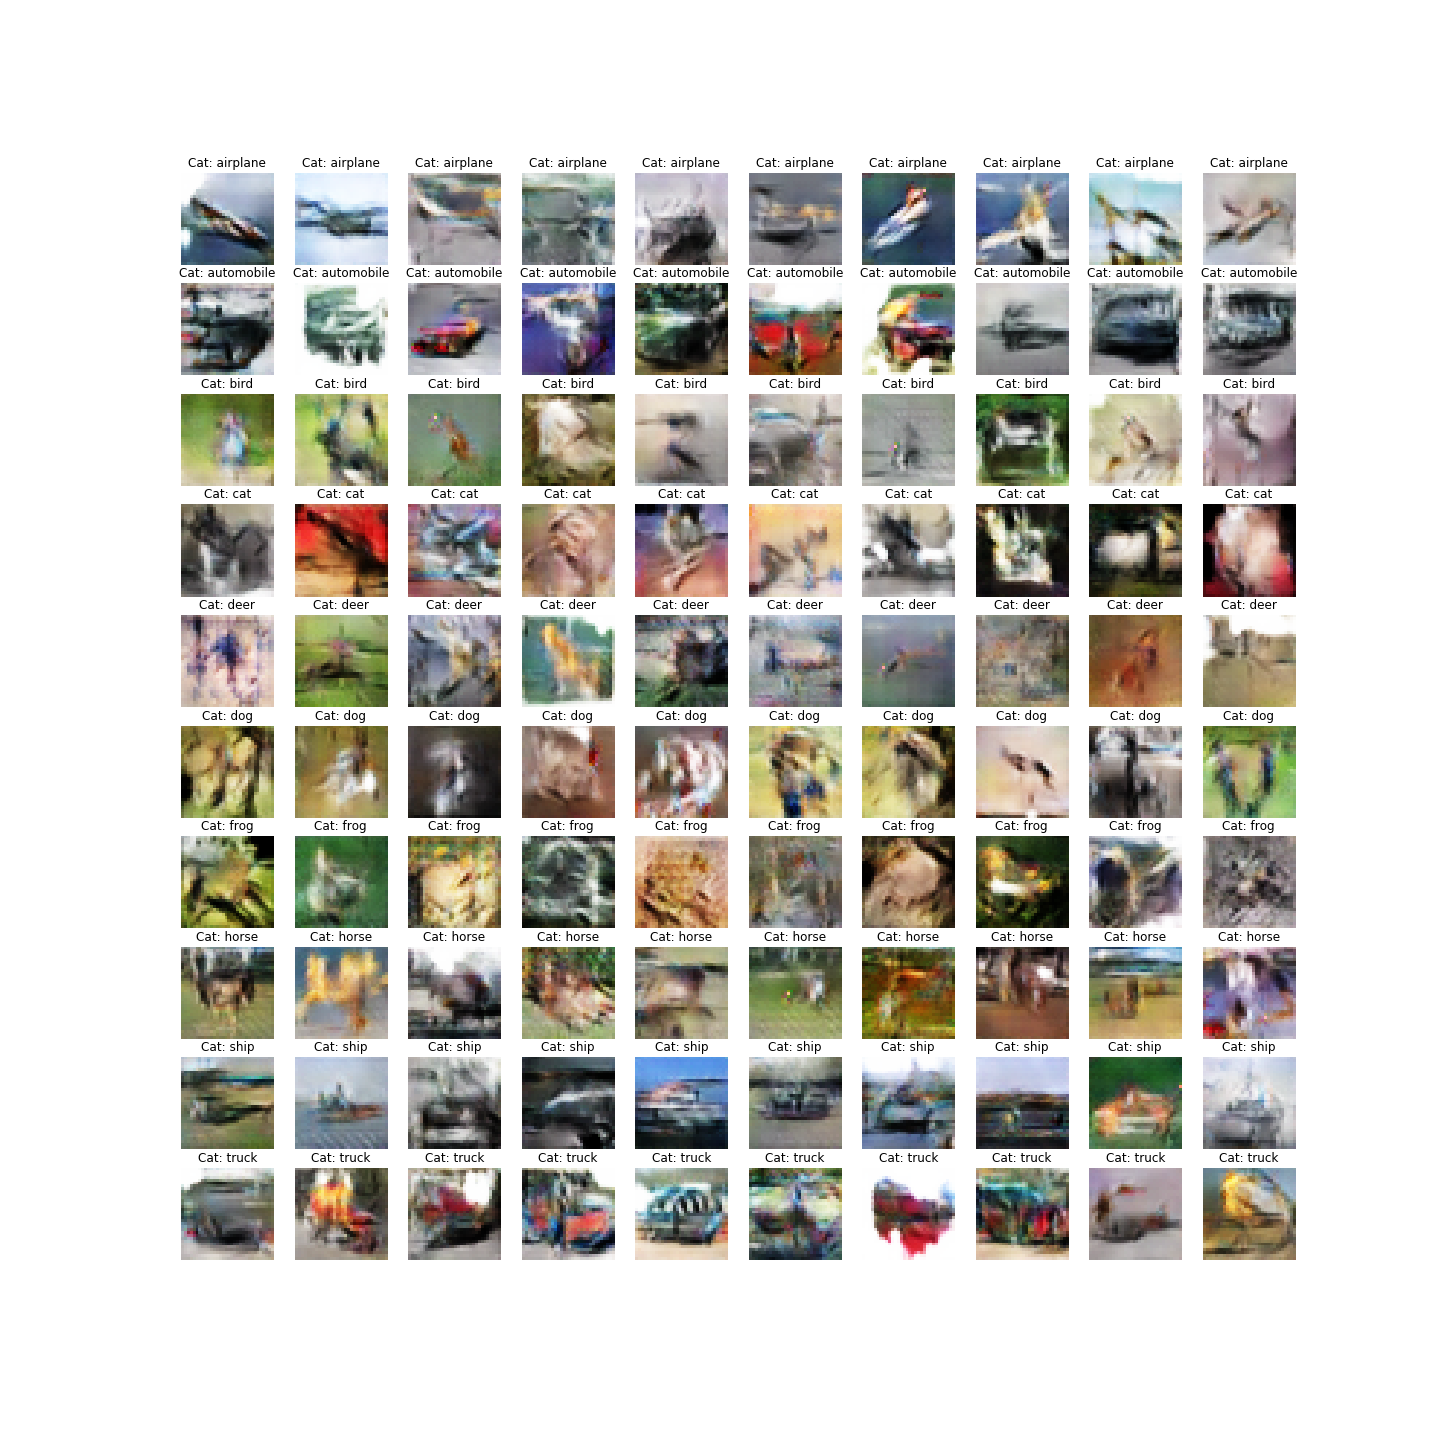 Cat: airplane Cat: airplane Cat: airplane Cat: airplane Cat: airplane Cat: airplane Cat: airplane Cat: airplane Cat: airplane Cat: airplane
Cat: automobile Cat: automobile Cat: automobile Cat: automobile Cat: automobile Cat: automobile Cat: automobile Cat: automobile Cat: automobile Cat: automobile
Cat: bird Cat: bird Cat: bird Cat: bird Cat: bird Cat: bird Cat: bird Cat: bird Cat: bird Cat: bird
Cat: cat Cat: cat Cat: cat Cat: cat Cat: cat Cat: cat Cat: cat Cat: cat Cat: cat Cat: cat
Cat: deer Cat: deer Cat: deer Cat: deer Cat: deer Cat: deer Cat: deer Cat: deer Cat: deer Cat: deer
Cat: dog Cat: dog Cat: dog Cat: dog Cat: dog Cat: dog Cat: dog Cat: dog Cat: dog Cat: dog
Cat: frog Cat: frog Cat: frog Cat: frog Cat: frog Cat: frog Cat: frog Cat: frog Cat: frog Cat: frog
Cat: horse Cat: horse Cat: horse Cat: horse Cat: horse Cat: horse Cat: horse Cat: horse Cat: horse Cat: horse
Cat: ship Cat: ship Cat: ship Cat: ship Cat: ship Cat: ship Cat: ship Cat: ship Cat: ship Cat: ship
Cat: truck Cat: truck Cat: truck Cat: truck Cat: truck Cat: truck Cat: truck Cat: truck Cat: truck Cat: truck